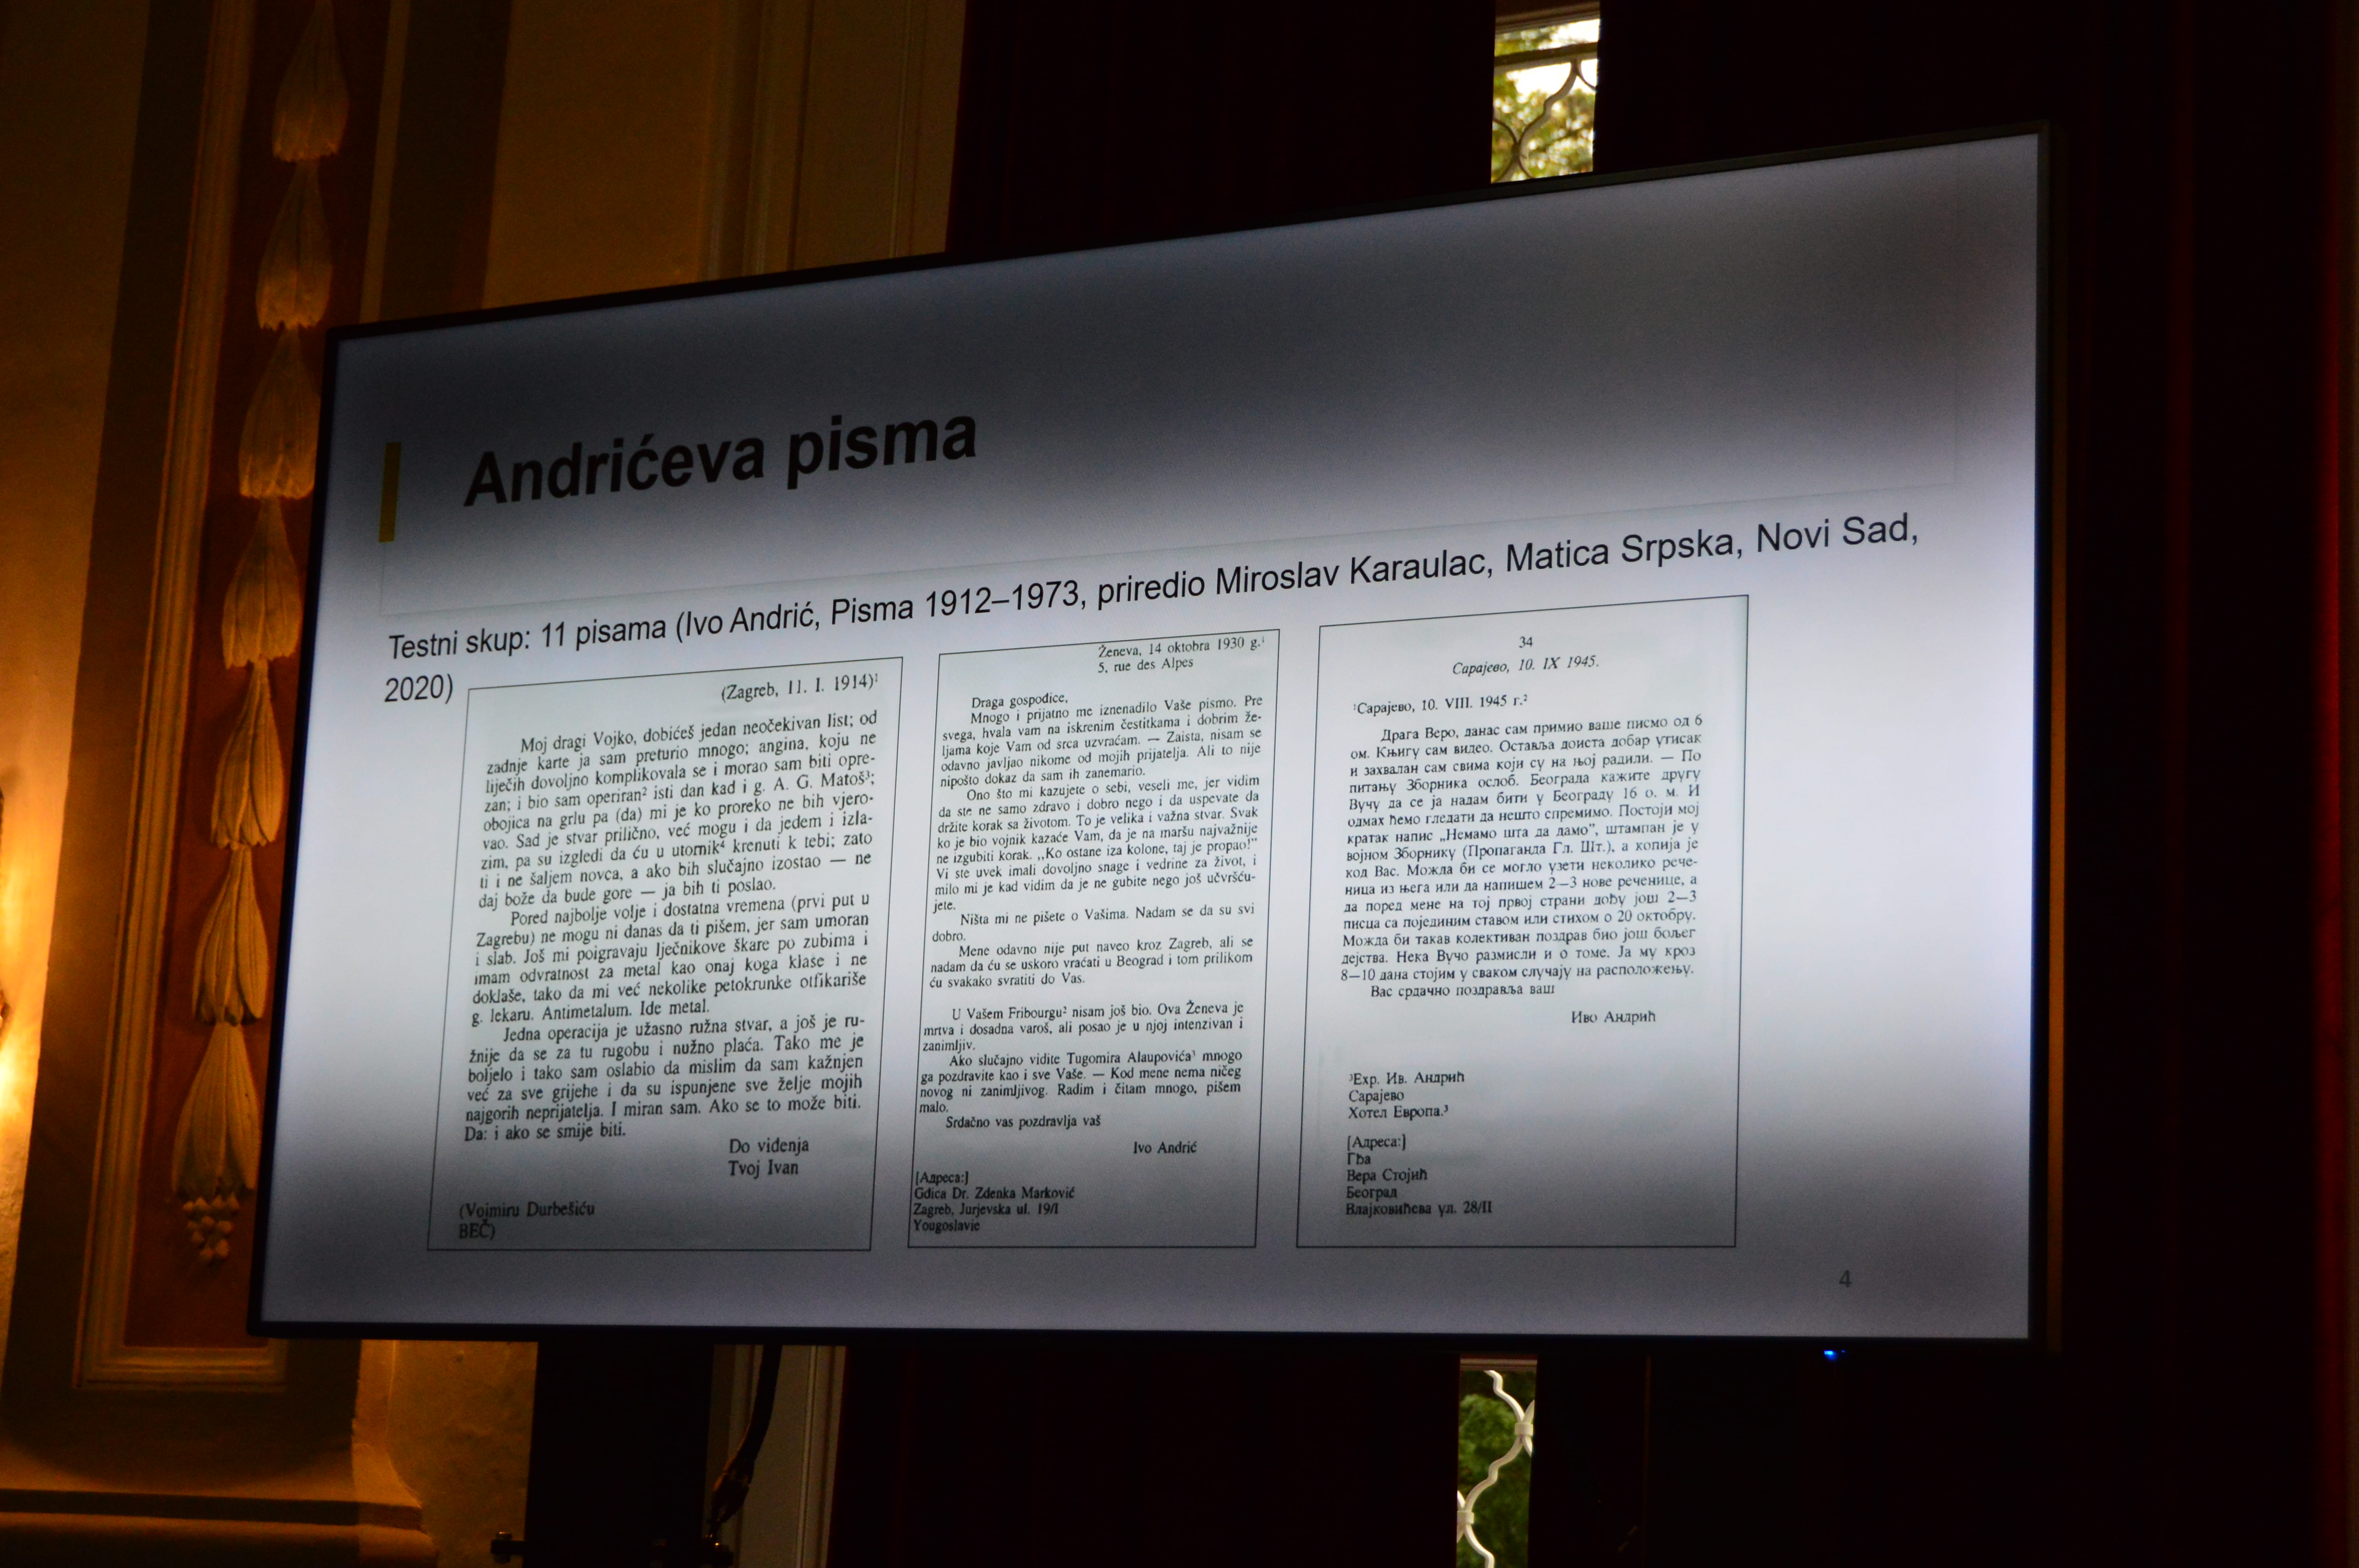 Andrićeva pisma
Testni skup: 11 pisama (Ivo Andrić, Pisma 1912–1973, priredio Miroslav Karaulac, Matica Srpska, Novi Sad,
2020)
(Zagreb, 11. I. 1914)¹
Moj dragi Vojko, dobićeš jedan neočekivan list; od
zadnje karte ja sam preturio mnogo; angina, koju ne
liječih dovoljno komplikovala se i morao sam biti opre-
zan; i bio sam operiran² isti dan kad i g. A. G. Matoš³;
obojica na grlu pa (da) mi je ko proreko ne bih vjero-
vao. Sad je stvar prilično, već mogu i da jedem i izla-
zim, pa su izgledi da ću u utornik⁴ krenuti k tebi; zato
ti i ne šaljem novca, a ako bih slučajno izostao — ne
daj bože da bude gore — ja bih ti poslao.
Pored najbolje volje i dostatna vremena (prvi put u
Zagrebu) ne mogu ni danas da ti pišem, jer sam umoran
i slab. Još mi poigravaju lječnikove škare po zubima i
imam odvratnost za metal kao onaj koga klaše i ne
doklaše, tako da mi već nekolike petokrunke otfikariše
g. lekaru. Antimetalum. Ide metal.
Jedna operacija je užasno ružna stvar, a još je ru-
žnije da se za tu rugobu i nužno plaća. Tako me je
boljelo i tako sam oslabio da mislim da sam kažnjen
već za sve grijehe i da su ispunjene sve želje mojih
najgorih neprijatelja. I miran sam. Ako se to može biti.
Da: i ako se smije biti.
Do viđenja
Tvoj Ivan
(Vojmiru Durbešiću
BEČ)
Ženeva, 14 oktobra 1930 g.¹
5, rue des Alpes
Draga gospođice,
Mnogo i prijatno me iznenadilo Vaše pismo. Pre
svega, hvala vam na iskrenim čestitkama i dobrim že-
ljama koje Vam od srca uzvraćam. — Zaista, nisam se
odavno javljao nikome od mojih prijatelja. Ali to nije
nipošto dokaz da sam ih zanemario.
Ono što mi kazujete o sebi, veseli me, jer vidim
da ste ne samo zdravo i dobro nego i da uspevate da
držite korak sa životom. To je velika i važna stvar. Svak
ko je bio vojnik kazaće Vam, da je na maršu najvažnije
ne izgubiti korak. „Ko ostane iza kolone, taj je propao!”
Vi ste uvek imali dovoljno snage i vedrine za život, i
milo mi je kad vidim da je ne gubite nego još učvršću-
jete.
Ništa mi ne pišete o Vašima. Nadam se da su svi
dobro.
Mene odavno nije put naveo kroz Zagreb, ali se
nadam da ću se uskoro vraćati u Beograd i tom prilikom
ću svakako svratiti do Vas.
U Vašem Fribourgu² nisam još bio. Ova Ženeva je
mrtva i dosadna varoš, ali posao je u njoj intenzivan i
zanimljiv.
Ako slučajno vidite Tugomira Alaupovića³ mnogo
ga pozdravite kao i sve Vaše. — Kod mene nema ničeg
novog ni zanimljivog. Radim i čitam mnogo, pišem
malo.
Srdačno vas pozdravlja vaš
Ivo Andrić
[Адреса:]
Gđica Dr. Zdenka Marković
Zagreb, Jurjevska ul. 19/I
Yougoslavie
34
Сарајево, 10. IX 1945.
¹Сарајево, 10. VIII. 1945 г.²
Драга Веро, данас сам примио ваше писмо од 6
ом. Књигу сам видео. Оставља доиста добар утисак
и захвалан сам свима који су на њој радили. — По
питању Зборника ослоб. Београда кажите другу
Вучу да се ја надам бити у Београду 16 о. м. И
одмах ћемо гледати да нешто спремимо. Постоји мој
кратак напис „Немамо шта да дамо”, штампан је у
војном Зборнику (Пропаганда Гл. Шт.), а копија је
код Вас. Можда би се могло узети неколико рече-
ница из њега или да напишем 2—3 нове реченице, а
да поред мене на тој првој страни дођу још 2—3
писца са појединим ставом или стихом о 20 октобру.
Можда би такав колективан поздрав био још бољег
дејства. Нека Вучо размисли и о томе. Ја му кроз
8—10 дана стојим у сваком случају на расположењу.
Вас срдачно поздравља ваш
Иво Андрић
³Exp. Ив. Андрић
Сарајево
Хотел Европа.³
[Адреса:]
Гђа
Вера Стојић
Београд
Влајковићева ул. 28/II
4